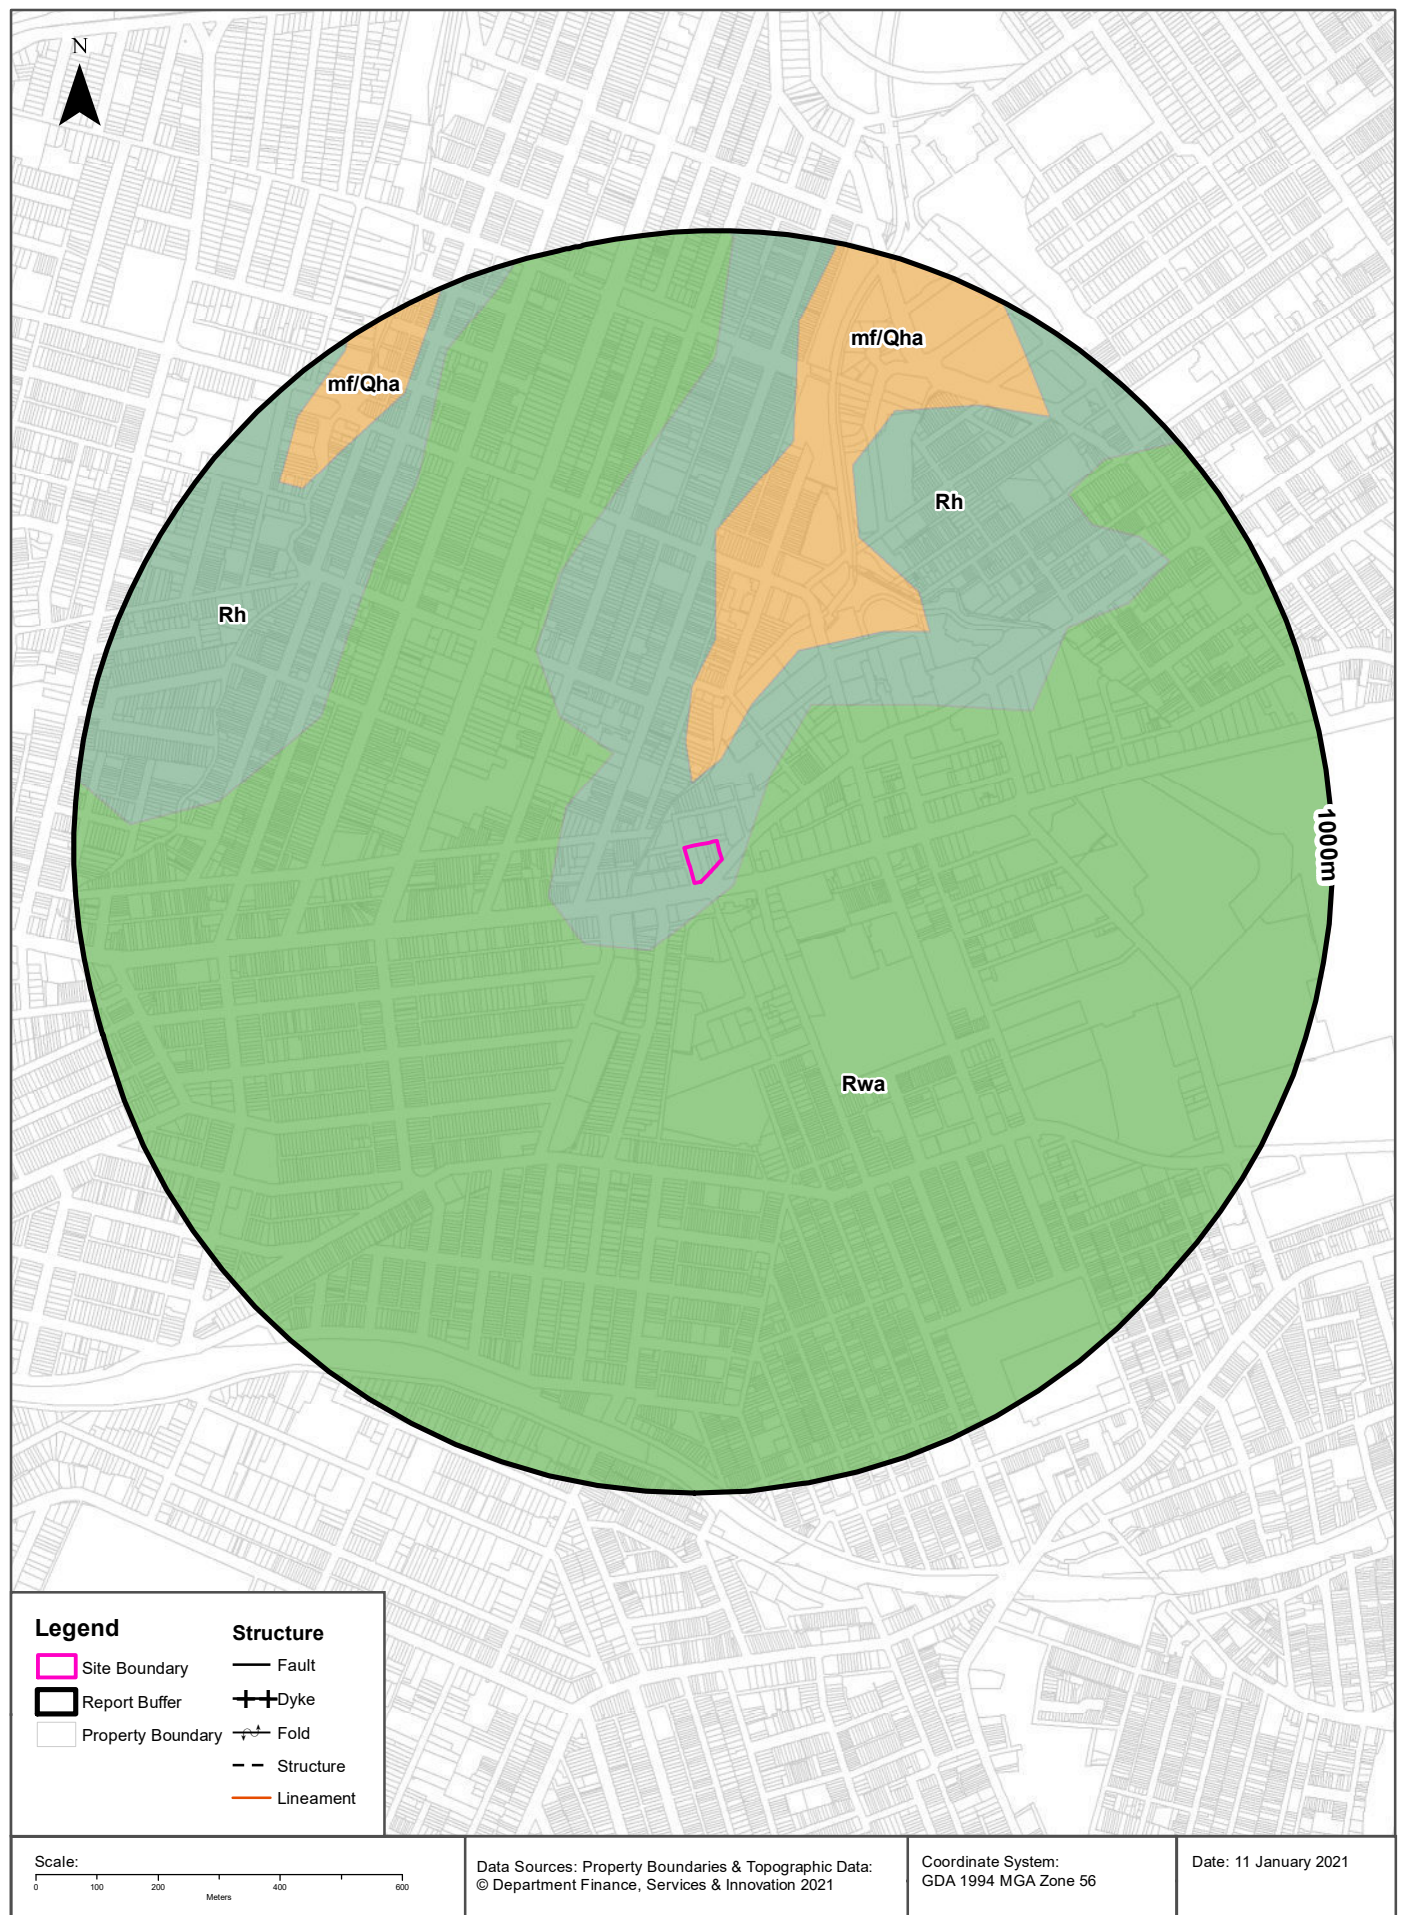 N
mf/Qha
mf/Qha
Rh
Rh
1000m
Rwa
Legend
Site Boundary
Report Buffer
Property Boundary
Structure
Fault
Dyke
Fold
Structure
Lineament
Scale:
0 100 200 400 600
Meters
Data Sources: Property Boundaries & Topographic Data:
© Department Finance, Services & Innovation 2021
Coordinate System:
GDA 1994 MGA Zone 56
Date: 11 January 2021